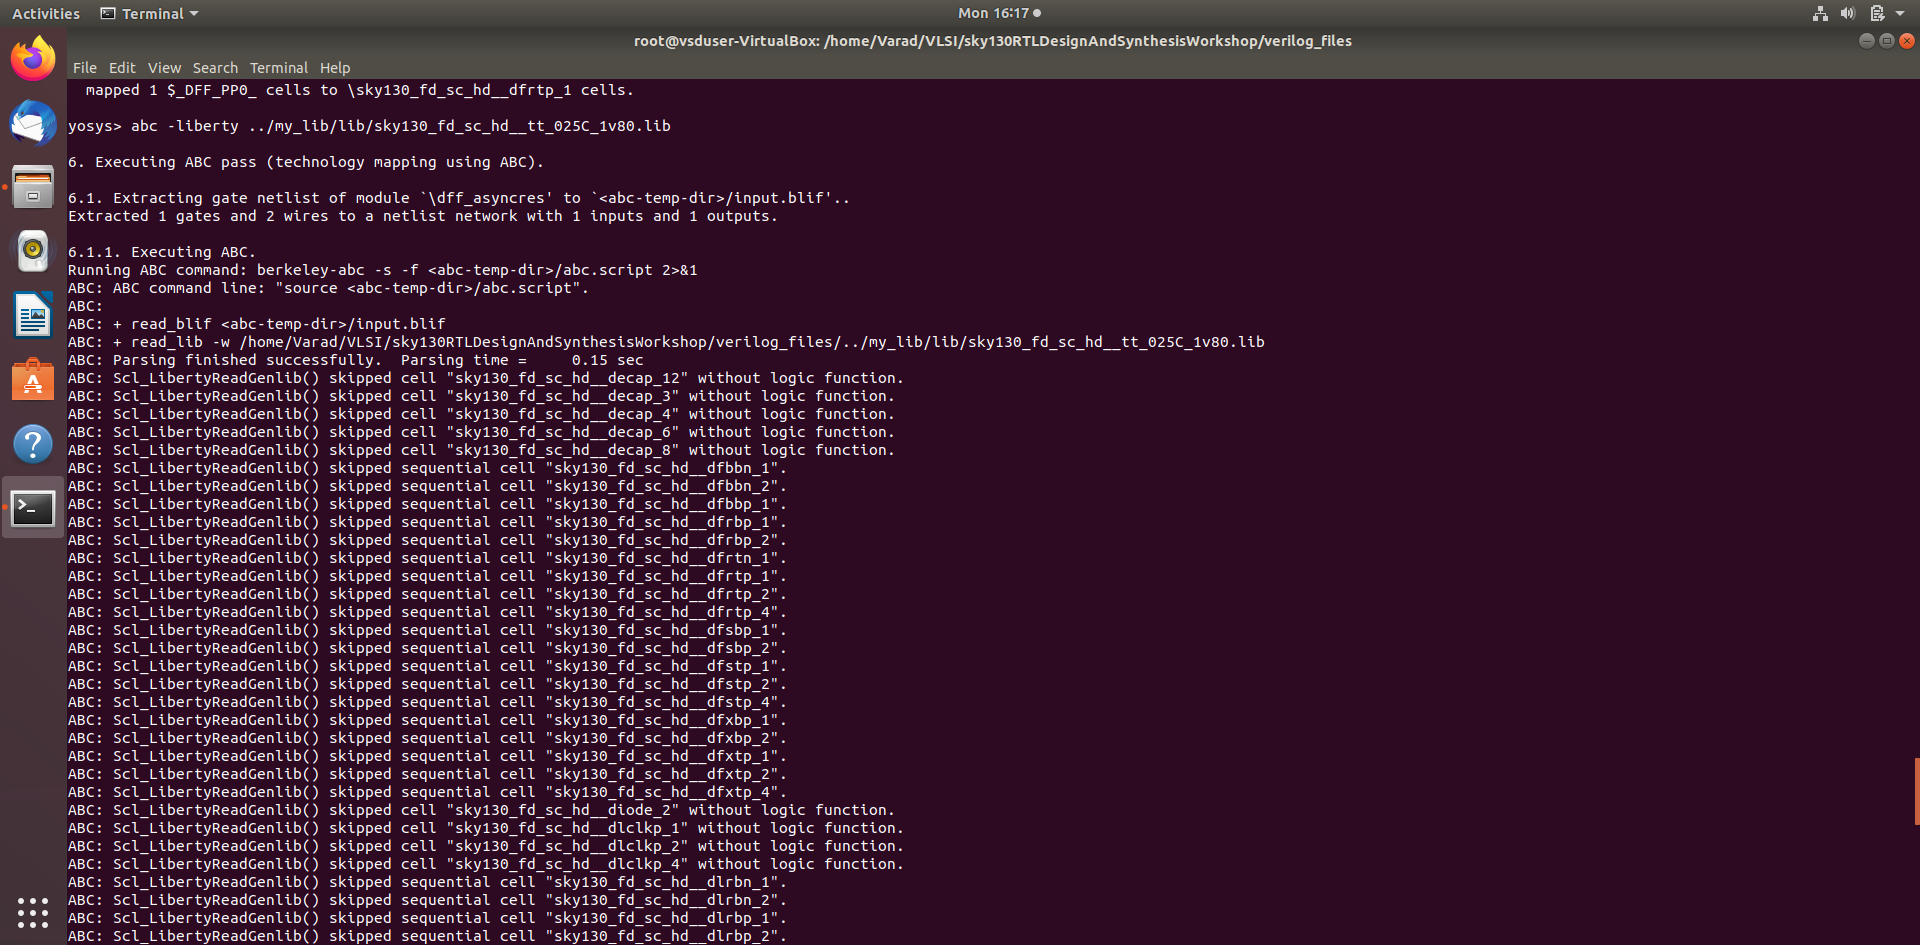 Activities Terminal Mon 16:17
root@vsduser-VirtualBox: /home/Varad/VLSI/sky130RTLDesignAndSynthesisWorkshop/verilog_files
File Edit View Search Terminal Help
mapped 1 $_DFF_PP0_ cells to \sky130_fd_sc_hd__dfrtp_1 cells.
yosys> abc -liberty ../my_lib/lib/sky130_fd_sc_hd__tt_025C_1v80.lib
6. Executing ABC pass (technology mapping using ABC).
6.1. Extracting gate netlist of module `\dff_asyncres' to `<abc-temp-dir>/input.blif'..
Extracted 1 gates and 2 wires to a netlist network with 1 inputs and 1 outputs.
6.1.1. Executing ABC.
Running ABC command: berkeley-abc -s -f <abc-temp-dir>/abc.script 2>&1
ABC: ABC command line: "source <abc-temp-dir>/abc.script".
ABC:
ABC: + read_blif <abc-temp-dir>/input.blif
ABC: + read_lib -w /home/Varad/VLSI/sky130RTLDesignAndSynthesisWorkshop/verilog_files/../my_lib/lib/sky130_fd_sc_hd__tt_025C_1v80.lib
ABC: Parsing finished successfully.  Parsing time =     0.15 sec
ABC: Scl_LibertyReadGenlib() skipped cell "sky130_fd_sc_hd__decap_12" without logic function.
ABC: Scl_LibertyReadGenlib() skipped cell "sky130_fd_sc_hd__decap_3" without logic function.
ABC: Scl_LibertyReadGenlib() skipped cell "sky130_fd_sc_hd__decap_4" without logic function.
ABC: Scl_LibertyReadGenlib() skipped cell "sky130_fd_sc_hd__decap_6" without logic function.
ABC: Scl_LibertyReadGenlib() skipped cell "sky130_fd_sc_hd__decap_8" without logic function.
ABC: Scl_LibertyReadGenlib() skipped sequential cell "sky130_fd_sc_hd__dfbbn_1".
ABC: Scl_LibertyReadGenlib() skipped sequential cell "sky130_fd_sc_hd__dfbbn_2".
ABC: Scl_LibertyReadGenlib() skipped sequential cell "sky130_fd_sc_hd__dfbbp_1".
ABC: Scl_LibertyReadGenlib() skipped sequential cell "sky130_fd_sc_hd__dfrbp_1".
ABC: Scl_LibertyReadGenlib() skipped sequential cell "sky130_fd_sc_hd__dfrbp_2".
ABC: Scl_LibertyReadGenlib() skipped sequential cell "sky130_fd_sc_hd__dfrtn_1".
ABC: Scl_LibertyReadGenlib() skipped sequential cell "sky130_fd_sc_hd__dfrtp_1".
ABC: Scl_LibertyReadGenlib() skipped sequential cell "sky130_fd_sc_hd__dfrtp_2".
ABC: Scl_LibertyReadGenlib() skipped sequential cell "sky130_fd_sc_hd__dfrtp_4".
ABC: Scl_LibertyReadGenlib() skipped sequential cell "sky130_fd_sc_hd__dfsbp_1".
ABC: Scl_LibertyReadGenlib() skipped sequential cell "sky130_fd_sc_hd__dfsbp_2".
ABC: Scl_LibertyReadGenlib() skipped sequential cell "sky130_fd_sc_hd__dfstp_1".
ABC: Scl_LibertyReadGenlib() skipped sequential cell "sky130_fd_sc_hd__dfstp_2".
ABC: Scl_LibertyReadGenlib() skipped sequential cell "sky130_fd_sc_hd__dfstp_4".
ABC: Scl_LibertyReadGenlib() skipped sequential cell "sky130_fd_sc_hd__dfxbp_1".
ABC: Scl_LibertyReadGenlib() skipped sequential cell "sky130_fd_sc_hd__dfxbp_2".
ABC: Scl_LibertyReadGenlib() skipped sequential cell "sky130_fd_sc_hd__dfxtp_1".
ABC: Scl_LibertyReadGenlib() skipped sequential cell "sky130_fd_sc_hd__dfxtp_2".
ABC: Scl_LibertyReadGenlib() skipped sequential cell "sky130_fd_sc_hd__dfxtp_4".
ABC: Scl_LibertyReadGenlib() skipped cell "sky130_fd_sc_hd__diode_2" without logic function.
ABC: Scl_LibertyReadGenlib() skipped cell "sky130_fd_sc_hd__dlclkp_1" without logic function.
ABC: Scl_LibertyReadGenlib() skipped cell "sky130_fd_sc_hd__dlclkp_2" without logic function.
ABC: Scl_LibertyReadGenlib() skipped cell "sky130_fd_sc_hd__dlclkp_4" without logic function.
ABC: Scl_LibertyReadGenlib() skipped sequential cell "sky130_fd_sc_hd__dlrbn_1".
ABC: Scl_LibertyReadGenlib() skipped sequential cell "sky130_fd_sc_hd__dlrbn_2".
ABC: Scl_LibertyReadGenlib() skipped sequential cell "sky130_fd_sc_hd__dlrbp_1".
ABC: Scl_LibertyReadGenlib() skipped sequential cell "sky130_fd_sc_hd__dlrbp_2".